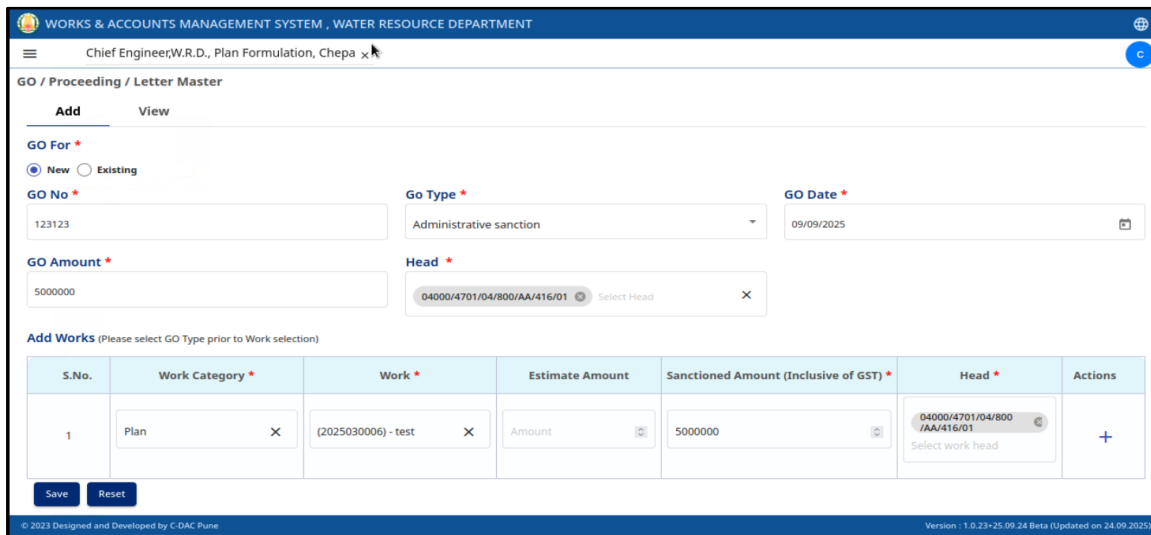 WORKS & ACCOUNTS MANAGEMENT SYSTEM , WATER RESOURCE DEPARTMENT
Chief Engineer,W.R.D., Plan Formulation, Chepa
C
GO / Proceeding / Letter Master
Add View
GO For *
New Existing
GO No * Go Type * GO Date *
123123 Administrative sanction 09/09/2025
GO Amount * Head *
5000000 04000/4701/04/800/AA/416/01 Select Head
Add Works (Please select GO Type prior to Work selection)
S.No. Work Category * Work * Estimate Amount Sanctioned Amount (Inclusive of GST) * Head * Actions
1 Plan (2025030006) - test Amount 5000000 04000/4701/04/800
/AA/416/01
Select work head
Save Reset
© 2023 Designed and Developed by C-DAC Pune Version : 1.0.23+25.09.24 Beta (Updated on 24.09.2025)